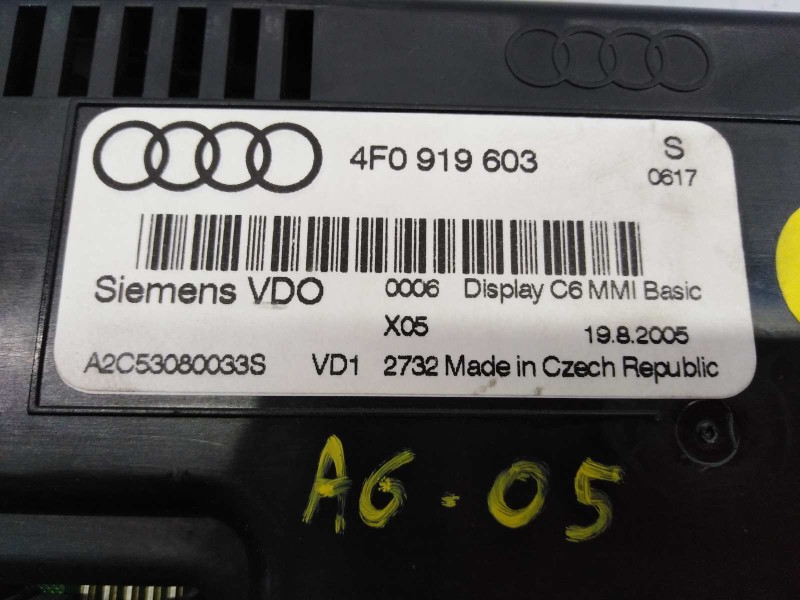 4F0 919 603 S
0617
Siemens VDO 0006 Display C6 MMI Basic
X05 19.8.2005
A2C53080033S VD1 2732 Made in Czech Republic
A6-05